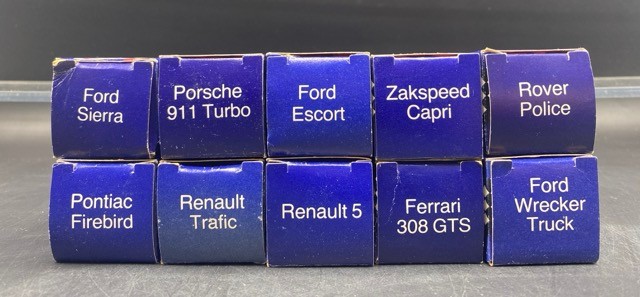 Ford
Sierra
Porsche
911 Turbo
Ford
Escort
Zakspeed
Capri
Rover
Police
Pontiac
Firebird
Renault
Trafic
Renault 5
Ferrari
308 GTS
Ford
Wrecker
Truck